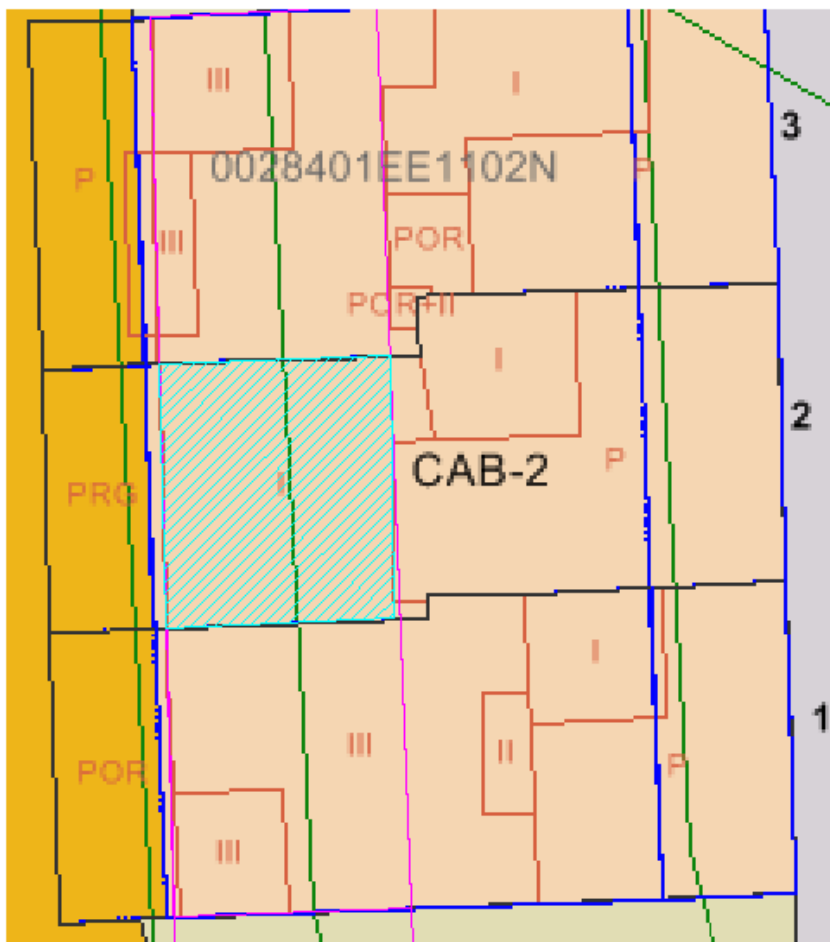 III
I
3
0028401EE1102N
P
P
III
POR
POR+II
I
2
CAB-2
P
PRG
I
I
1
III
II
POR
P
III